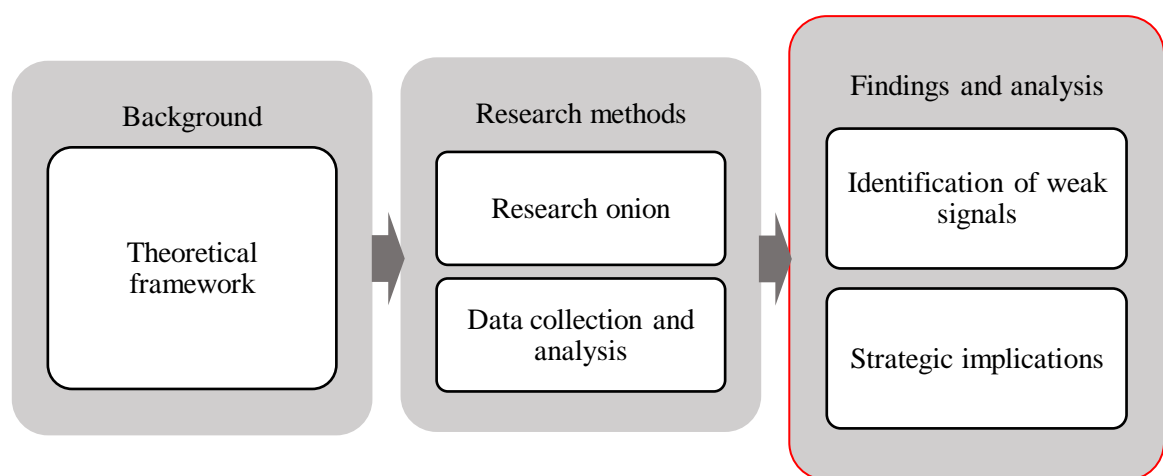 Background
Theoretical
framework
Research methods
Research onion
Data collection and
analysis
Findings and analysis
Identification of weak
signals
Strategic implications